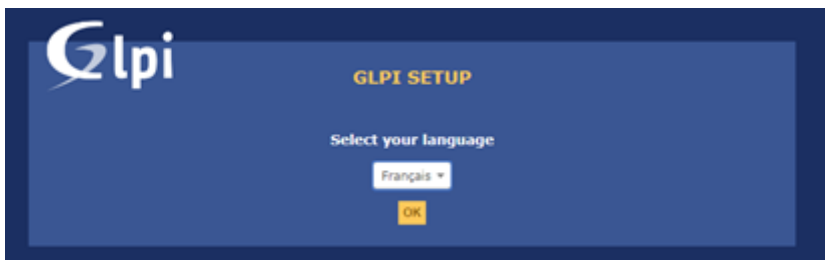 Glpi
GLPI SETUP
Select your language
Français
OK